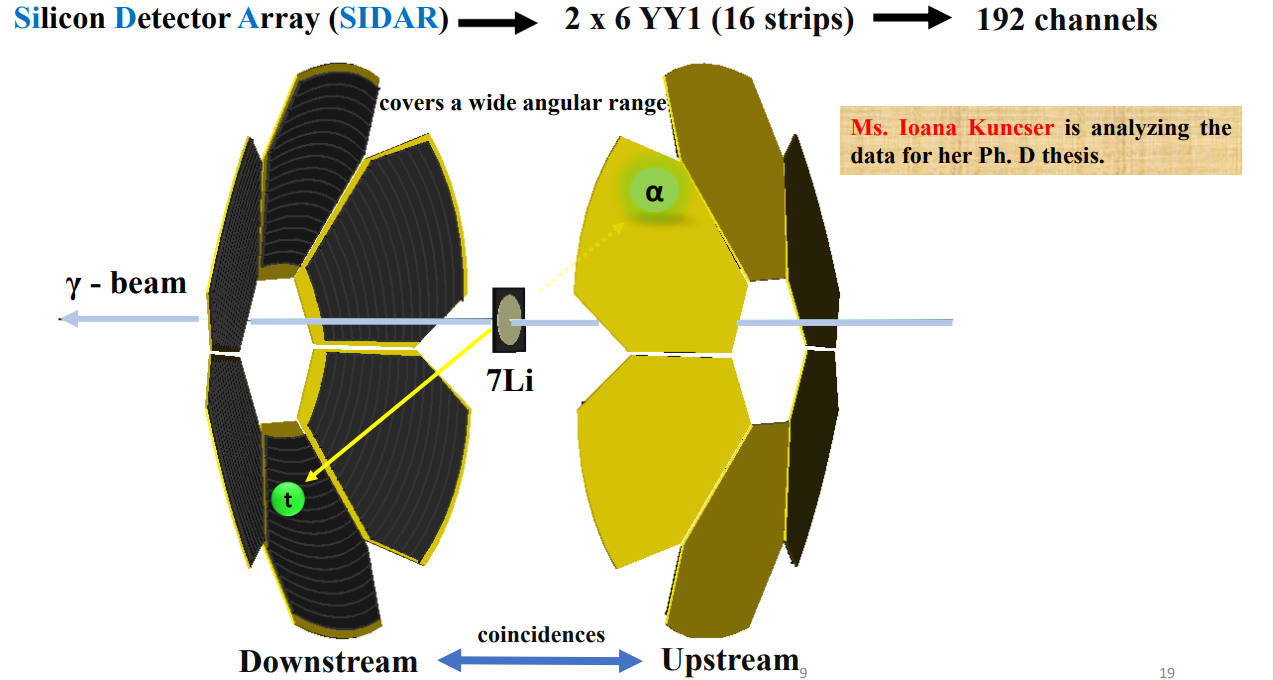 Silicon Detector Array (SIDAR) 2 x 6 YY1 (16 strips) 192 channels
covers a wide angular range
Ms. Ioana Kuncser is analyzing the
data for her Ph. D thesis.
α
γ - beam
7Li
t
coincidences
Downstream Upstream
9 19